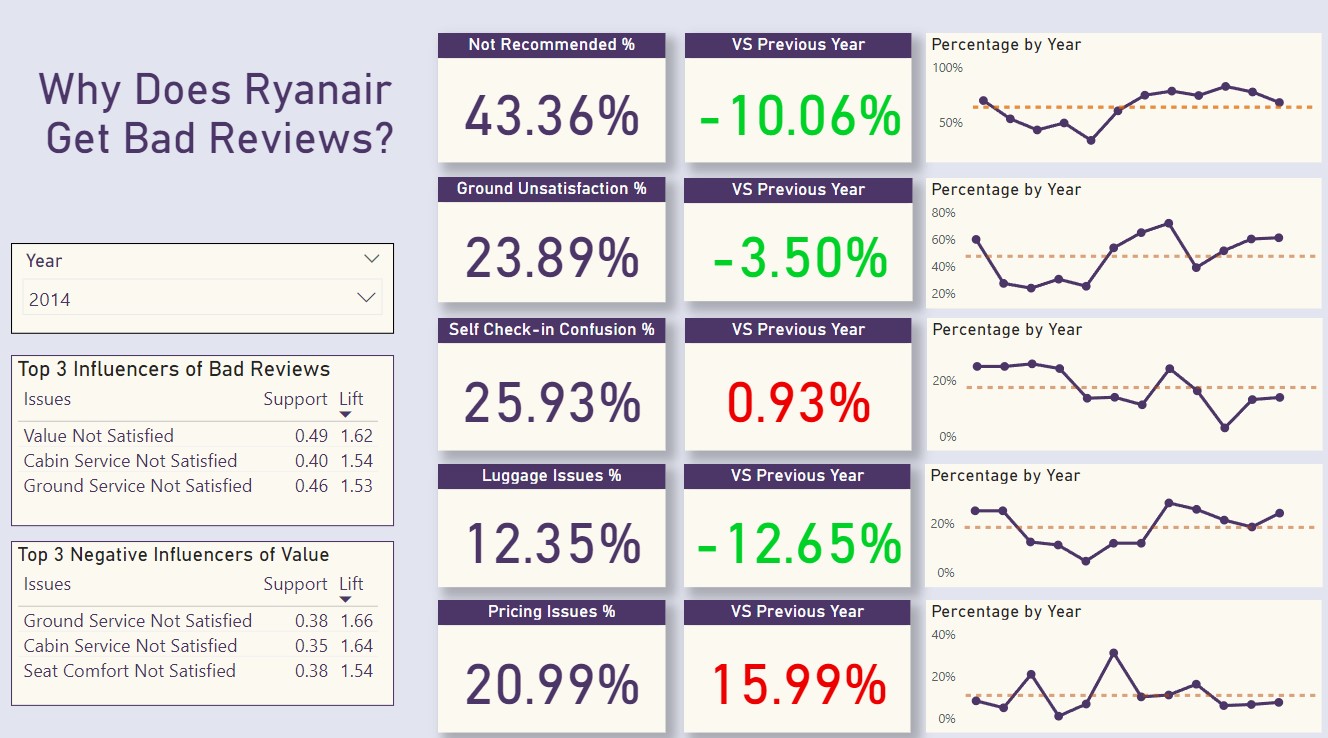 Why Does Ryanair
Get Bad Reviews?
Year
2014
Top 3 Influencers of Bad Reviews
Issues Support Lift
Value Not Satisfied 0.49 1.62
Cabin Service Not Satisfied 0.40 1.54
Ground Service Not Satisfied 0.46 1.53
Top 3 Negative Influencers of Value
Issues Support Lift
Ground Service Not Satisfied 0.38 1.66
Cabin Service Not Satisfied 0.35 1.64
Seat Comfort Not Satisfied 0.38 1.54
Not Recommended %
43.36%
VS Previous Year
-10.06%
Percentage by Year
100%
50%
Ground Unsatisfaction %
23.89%
VS Previous Year
-3.50%
Percentage by Year
80%
60%
40%
20%
Self Check-in Confusion %
25.93%
VS Previous Year
0.93%
Percentage by Year
20%
0%
Luggage Issues %
12.35%
VS Previous Year
-12.65%
Percentage by Year
20%
0%
Pricing Issues %
20.99%
VS Previous Year
15.99%
Percentage by Year
40%
20%
0%